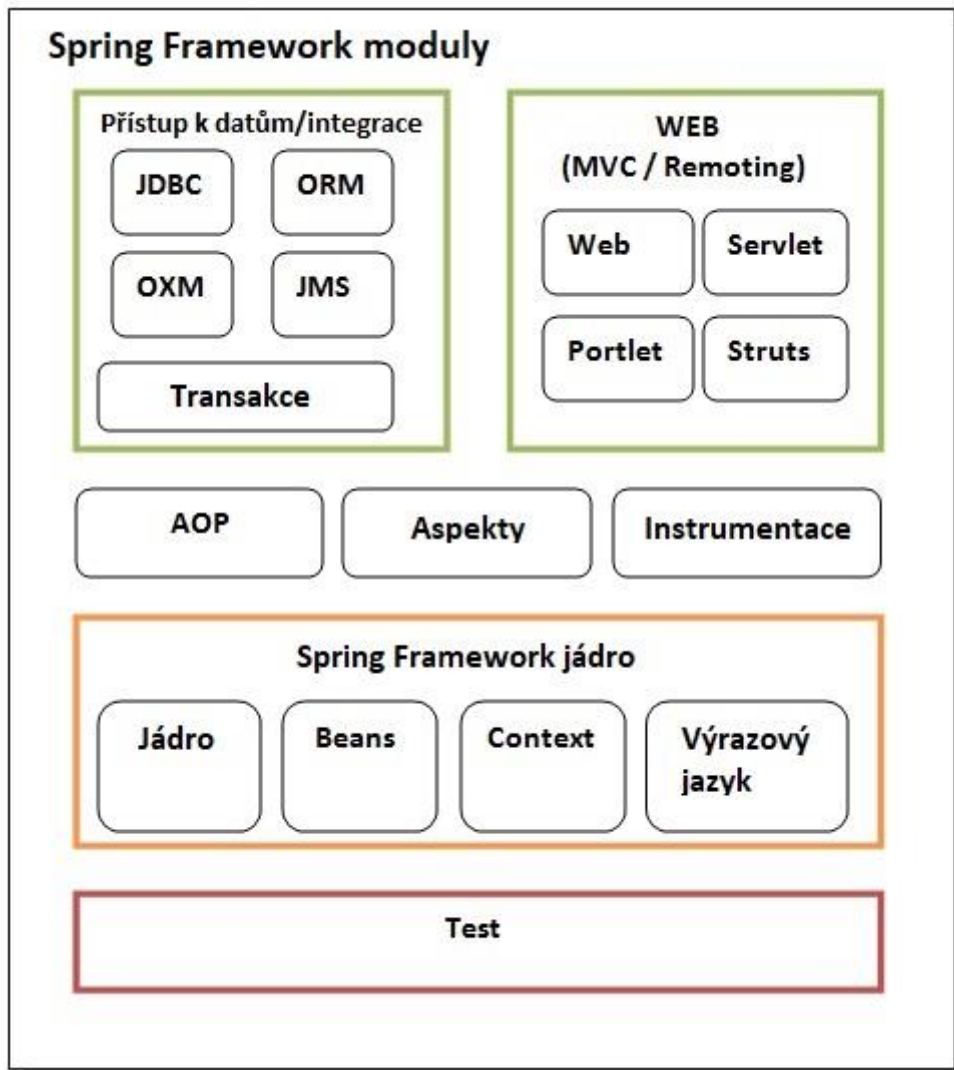 Spring Framework moduly
Přístup k datům/integrace
JDBC
ORM
OXM
JMS
Transakce
WEB
(MVC / Remoting)
Web
Servlet
Portlet
Struts
AOP
Aspekty
Instrumentace
Spring Framework jádro
Jádro
Beans
Context
Výrazový
jazyk
Test